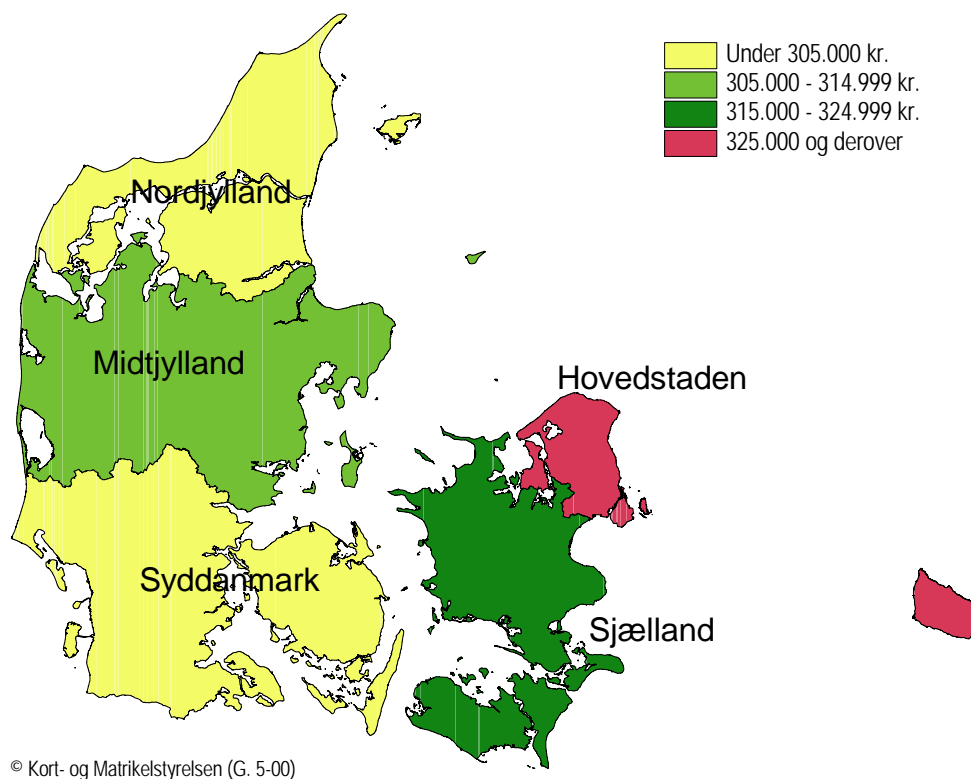 Under 305.000 kr.
305.000 - 314.999 kr.
315.000 - 324.999 kr.
325.000 og derover
Nordjylland
Midtjylland
Hovedstaden
Syddanmark
Sjælland
© Kort- og Matrikelstyrelsen (G. 5-00)